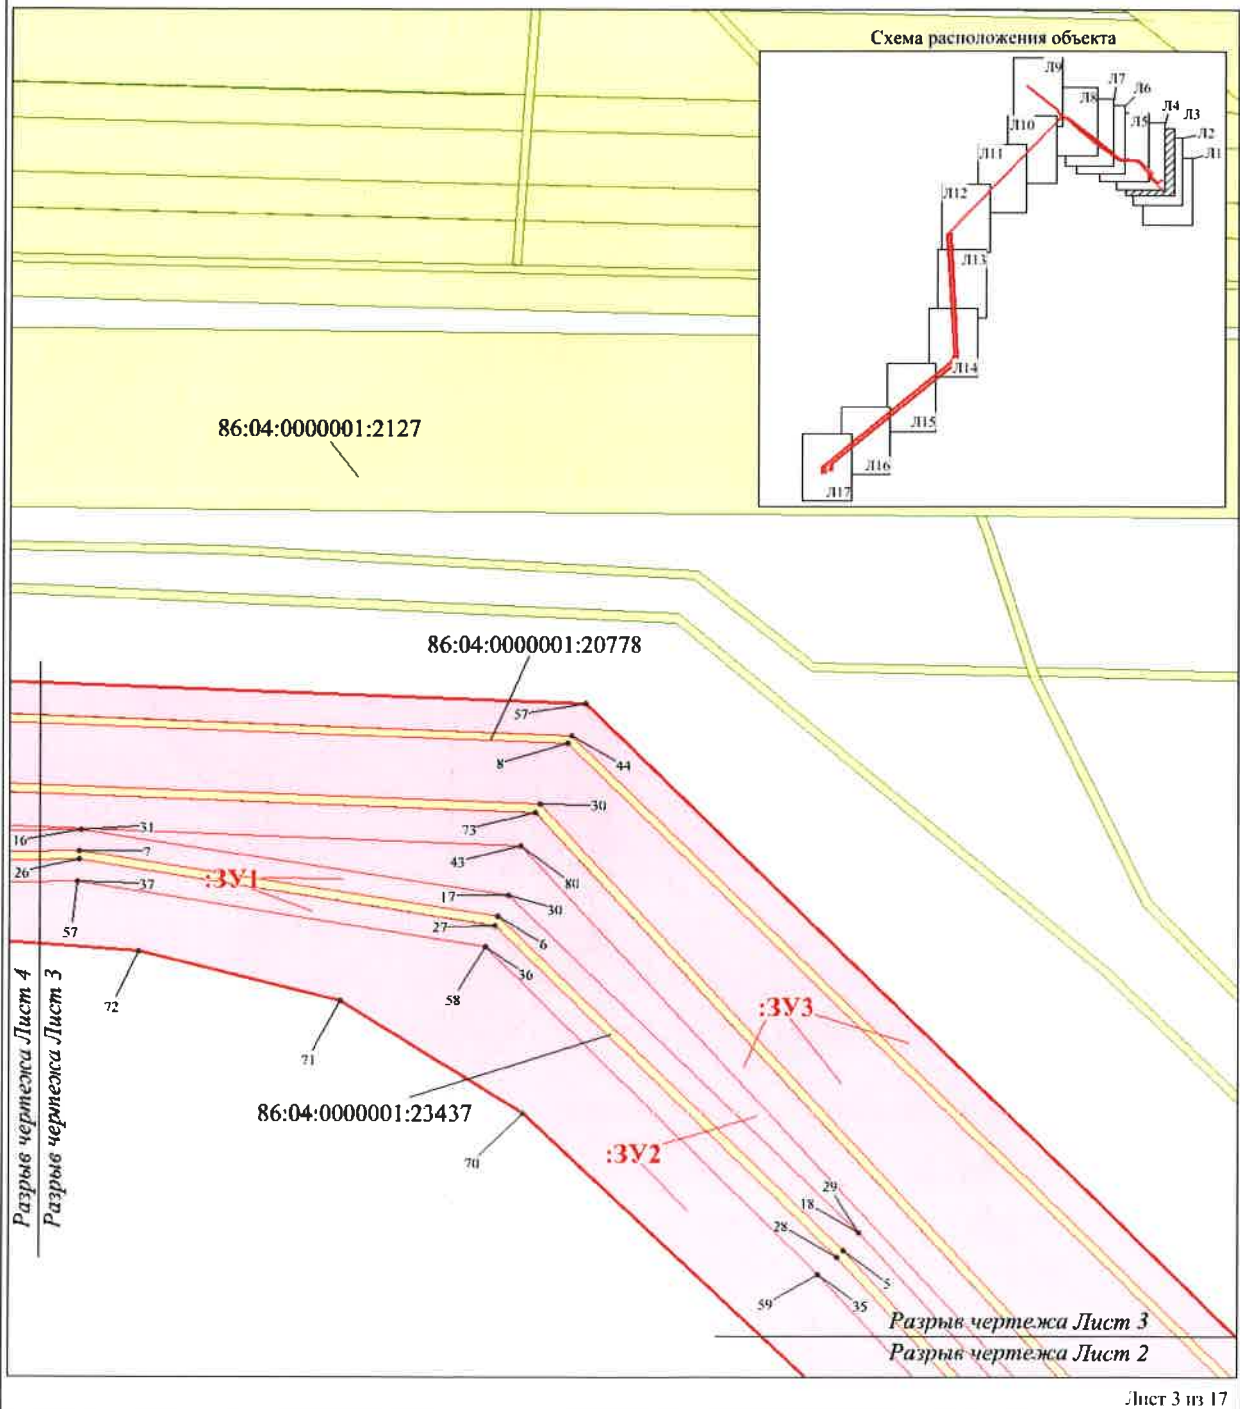 Схема расположения объекта
Л9
Л7
Л8
Л6
Л4
Л10
Л5
Л3
Л2
Л11
Л1
Л12
Л13
Л14
Л15
Л16
Л17
86:04:0000001:2127
86:04:0000001:20778
57
8
44
30
73
16
31
7
43
80
26
37
:ЗУ1
17
30
27
6
57
36
58
72
71
:ЗУ3
86:04:0000001:23437
70
:ЗУ2
29
18
28
5
59
35
Разрыв чертежа Лист 4
Разрыв чертежа Лист 3
Разрыв чертежа Лист 3
Разрыв чертежа Лист 2
Лист 3 из 17